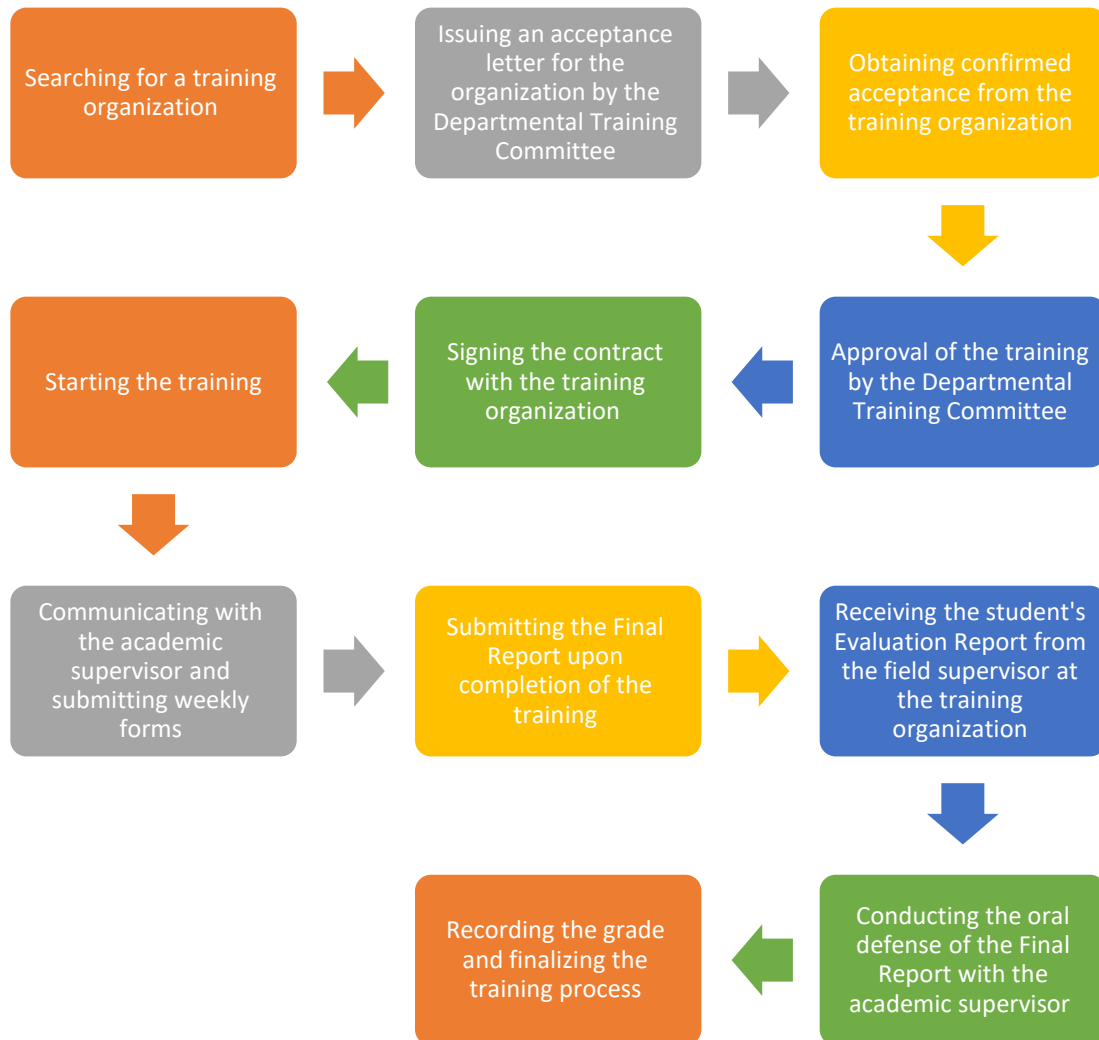 Searching for a training
organization
Issuing an acceptance
letter for the
organization by the
Departmental Training
Committee
Obtaining confirmed
acceptance from the
training organization
Approval of the training
by the Departmental
Training Committee
Signing the contract
with the training
organization
Starting the training
Communicating with
the academic
supervisor and
submitting weekly
forms
Submitting the Final
Report upon
completion of the
training
Receiving the student's
Evaluation Report from
the field supervisor at
the training
organization
Conducting the oral
defense of the Final
Report with the
academic supervisor
Recording the grade
and finalizing the
training process